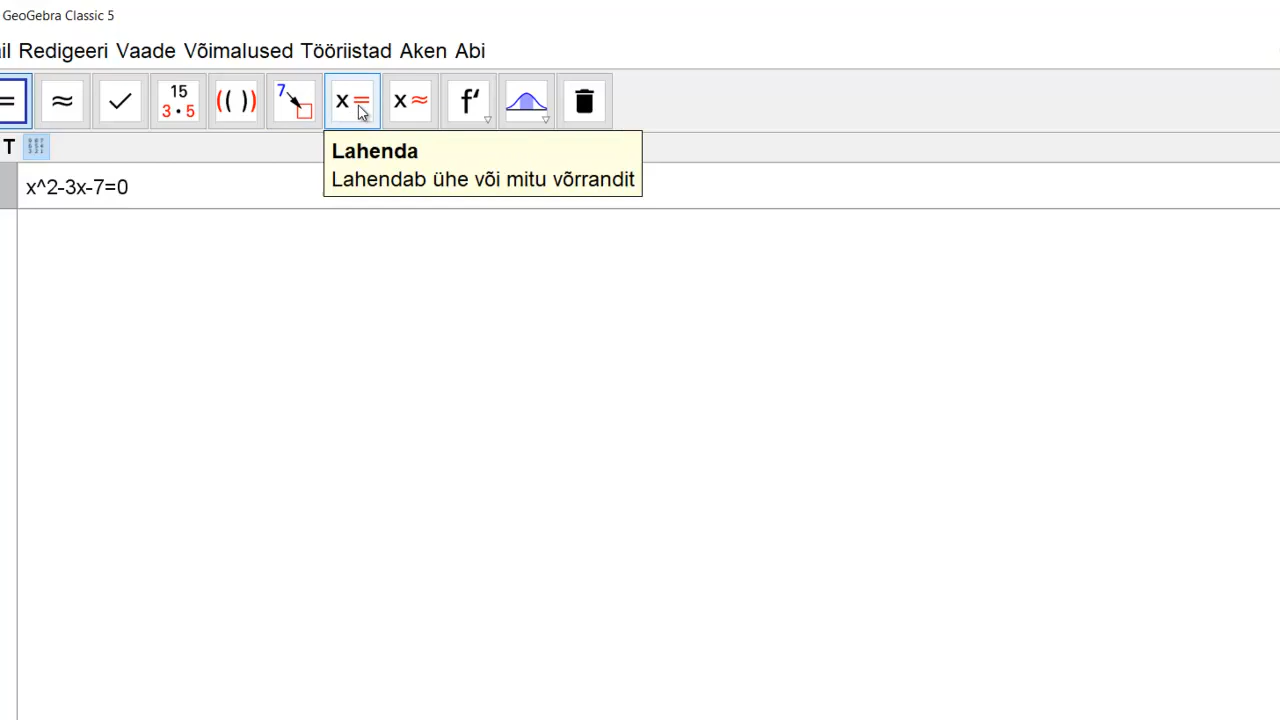 GeoGebra Classic 5
il Redigeeri Vaade Võimalused Tööriistad Aken Abi
= ≈ ✓ 15 3·5 (( )) 7 x = x ≈ f‘
T
Lahenda
Lahendab ühe või mitu võrrandit
x^2-3x-7=0